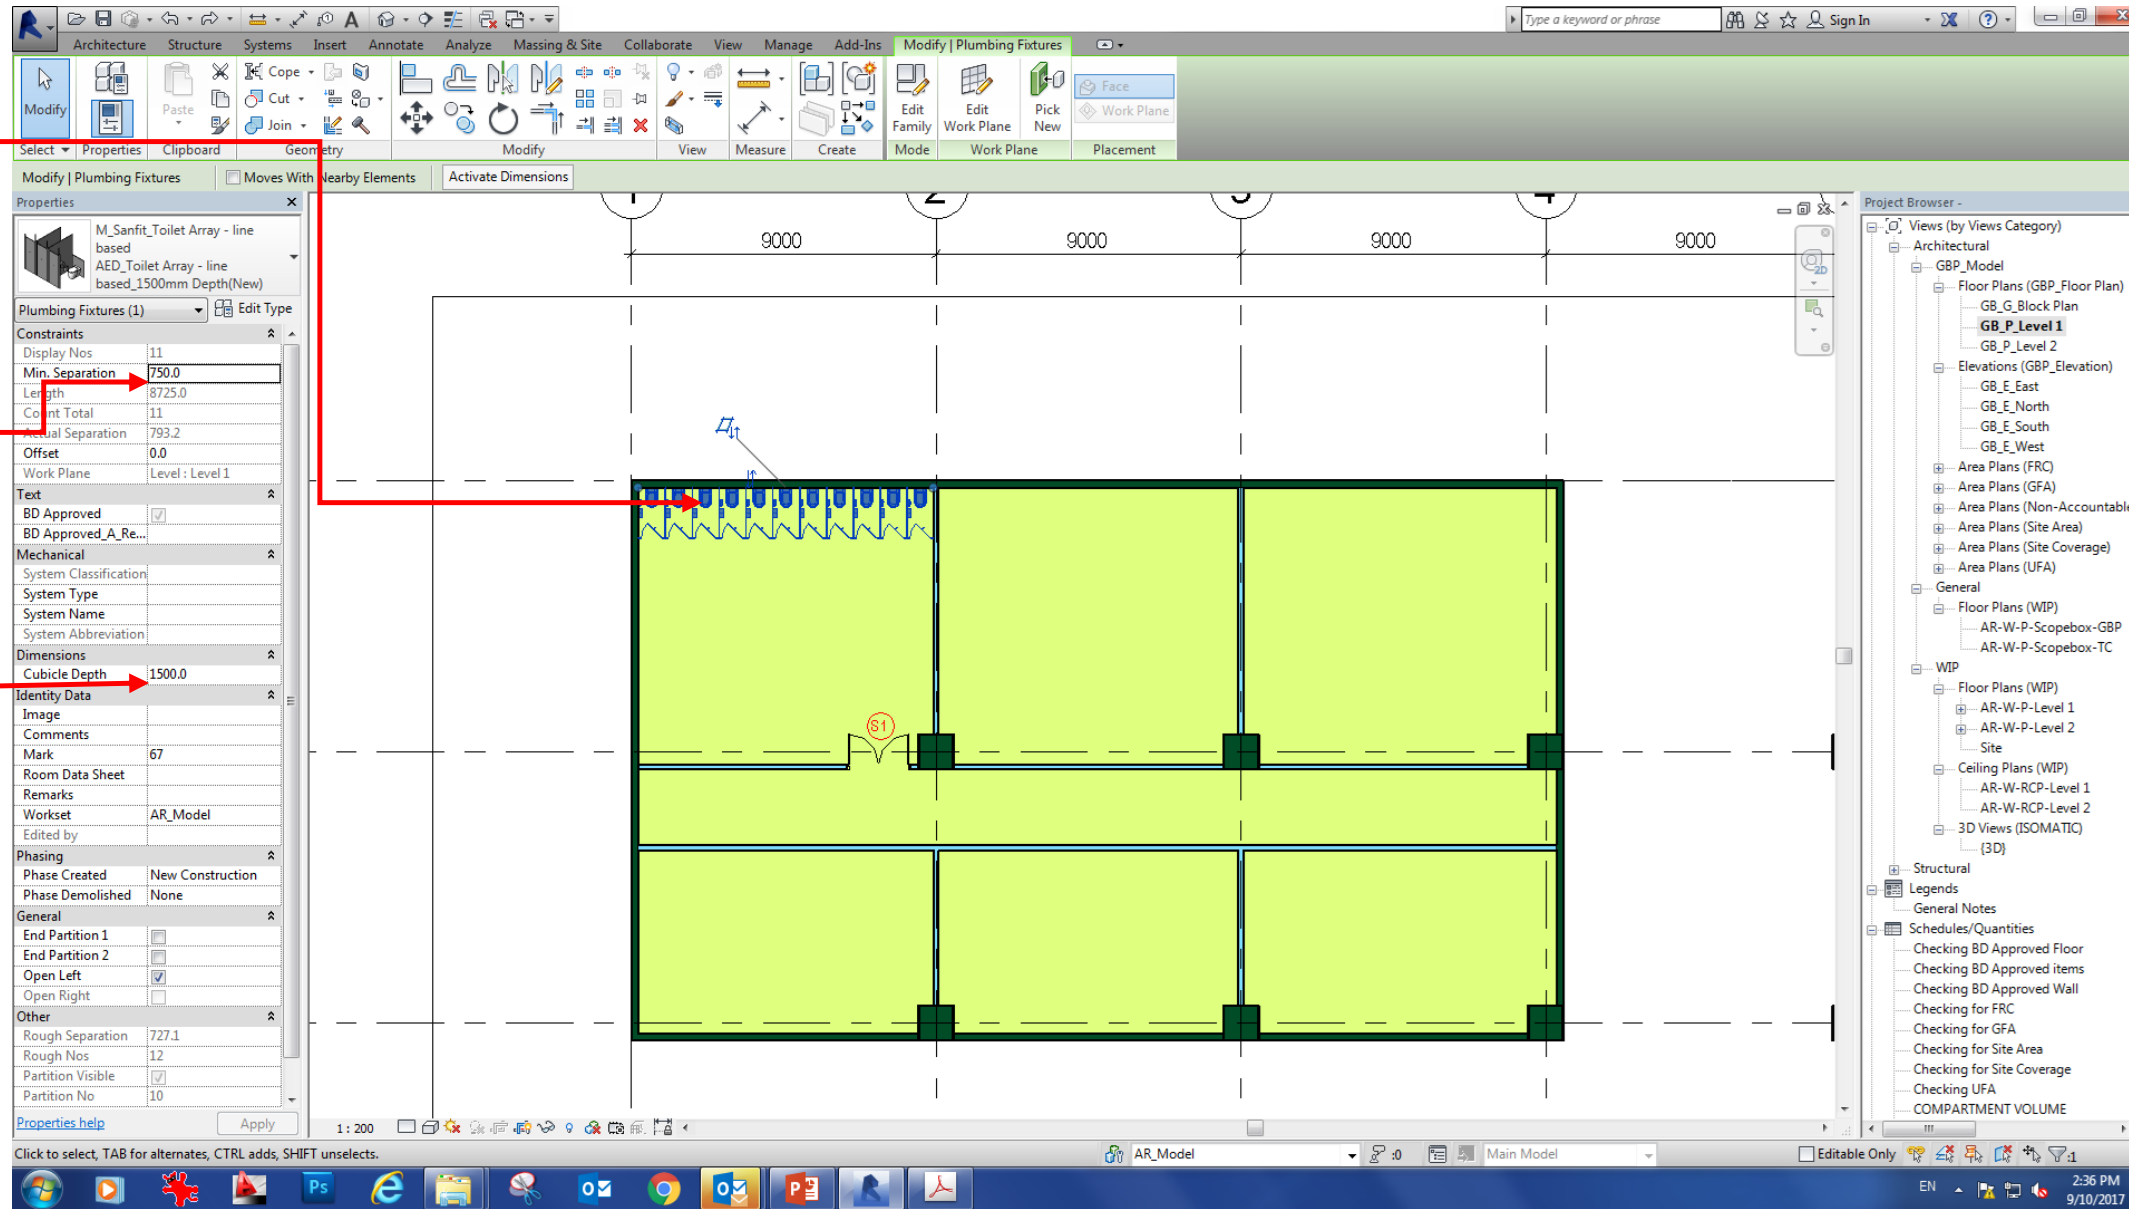 Type a keyword or phrase
Sign In
Architecture Structure Systems Insert Annotate Analyze Massing & Site Collaborate View Manage Add-Ins Modify | Plumbing Fixtures
Modify
Paste
Cope
Cut
Join
Edit Family
Edit Work Plane
Pick New
Face
Work Plane
Select Properties Clipboard Geometry Modify View Measure Create Mode Work Plane Placement
Modify | Plumbing Fixtures Moves With Nearby Elements Activate Dimensions
Properties
M_Sanfit_Toilet Array - line
based
AED_Toilet Array - line
based_1500mm Depth(New)
Plumbing Fixtures (1) Edit Type
Constraints
Display Nos 11
Min. Separation 750.0
Length 8725.0
Count Total 11
Actual Separation 793.2
Offset 0.0
Work Plane Level : Level 1
Text
BD Approved
BD Approved_A_Re...
Mechanical
System Classification
System Type
System Name
System Abbreviation
Dimensions
Cubicle Depth 1500.0
Identity Data
Image
Comments
Mark 67
Room Data Sheet
Remarks
Workset AR_Model
Edited by
Phasing
Phase Created New Construction
Phase Demolished None
General
End Partition 1
End Partition 2
Open Left
Open Right
Other
Rough Separation 727.1
Rough Nos 12
Partition Visible
Partition No 10
Properties help Apply
1 2 3 4
9000 9000 9000 9000
2D
S1
1 : 200
Project Browser -
Views (by Views Category)
Architectural
GBP_Model
Floor Plans (GBP_Floor Plan)
GB_G_Block Plan
GB_P_Level 1
GB_P_Level 2
Elevations (GBP_Elevation)
GB_E_East
GB_E_North
GB_E_South
GB_E_West
Area Plans (FRC)
Area Plans (GFA)
Area Plans (Non-Accountable
Area Plans (Site Area)
Area Plans (Site Coverage)
Area Plans (UFA)
General
Floor Plans (WIP)
AR-W-P-Scopebox-GBP
AR-W-P-Scopebox-TC
WIP
Floor Plans (WIP)
AR-W-P-Level 1
AR-W-P-Level 2
Site
Ceiling Plans (WIP)
AR-W-RCP-Level 1
AR-W-RCP-Level 2
3D Views (ISOMATIC)
{3D}
Structural
Legends
General Notes
Schedules/Quantities
Checking BD Approved Floor
Checking BD Approved items
Checking BD Approved Wall
Checking for FRC
Checking for GFA
Checking for Site Area
Checking for Site Coverage
Checking UFA
COMPARTMENT VOLUME
Click to select, TAB for alternates, CTRL adds, SHIFT unselects. AR_Model :0 Main Model Editable Only :1
Ps
EN
2:36 PM
9/10/2017